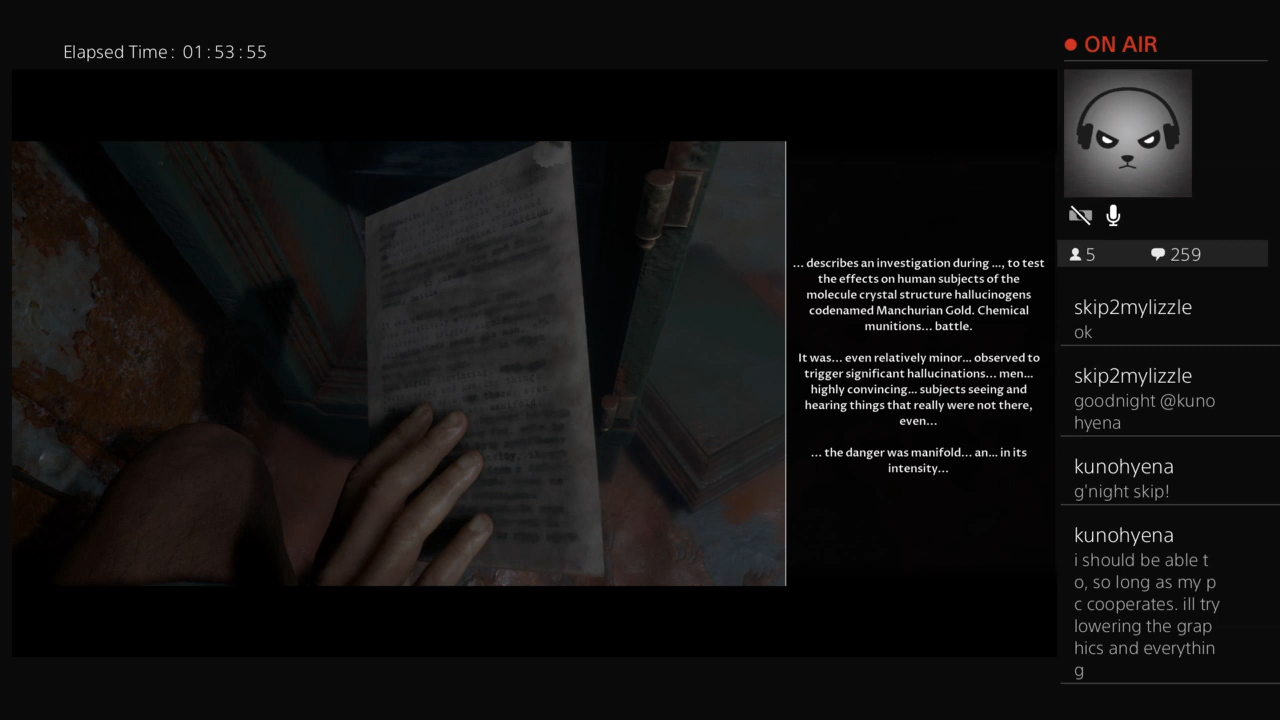 Elapsed Time: 01:53:55
ON AIR
5 259
... describes an investigation during ..., to test
the effects on human subjects of the
molecule crystal structure hallucinogens
codenamed Manchurian Gold. Chemical
munitions... battle.
It was... even relatively minor... observed to
trigger significant hallucinations... men...
highly convincing... subjects seeing and
hearing things that really were not there,
even...
... the danger was manifold... an... in its
intensity...
skip2mylizzle
ok
skip2mylizzle
goodnight @kuno
hyena
kunohyena
g'night skip!
kunohyena
i should be able t
o, so long as my p
c cooperates. ill try
lowering the grap
hics and everythin
g